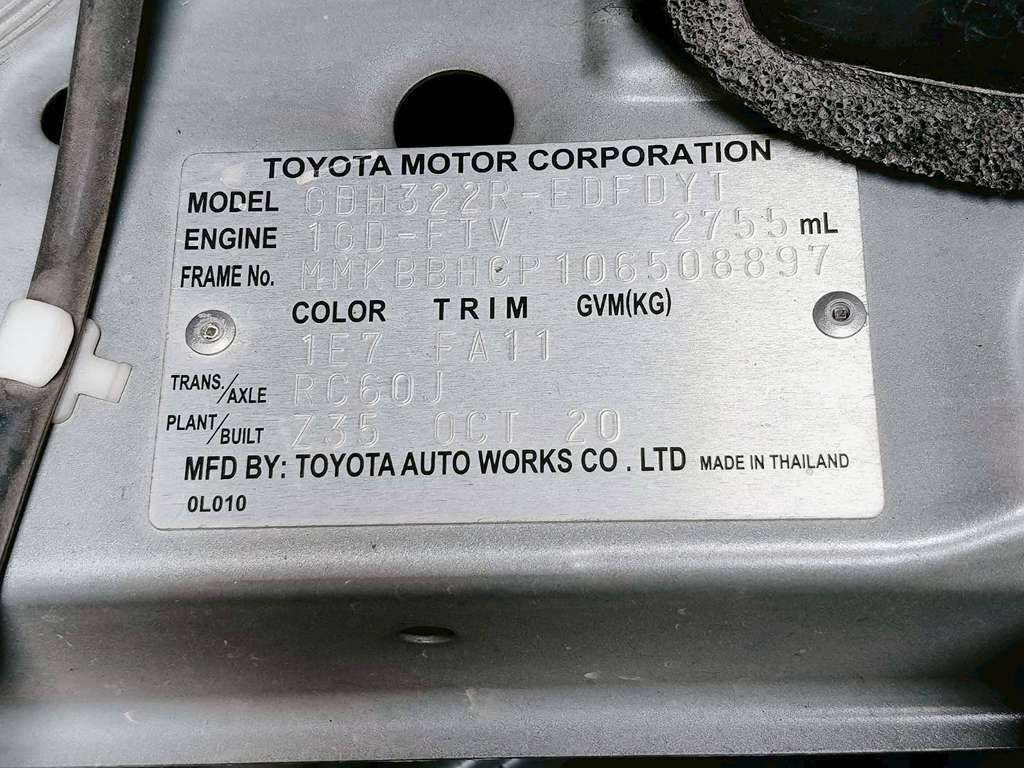 TOYOTA MOTOR CORPORATION
MODEL GDH322R-EDFDYT
ENGINE 1GD-FTV 2755 mL
FRAME No. MMKBBHCP106508897
COLOR TRIM GVM(KG)
1E7 FA11
TRANS./AXLE RC60J
PLANT/BUILT Z35 OCT 20
MFD BY: TOYOTA AUTO WORKS CO . LTD MADE IN THAILAND
0L010